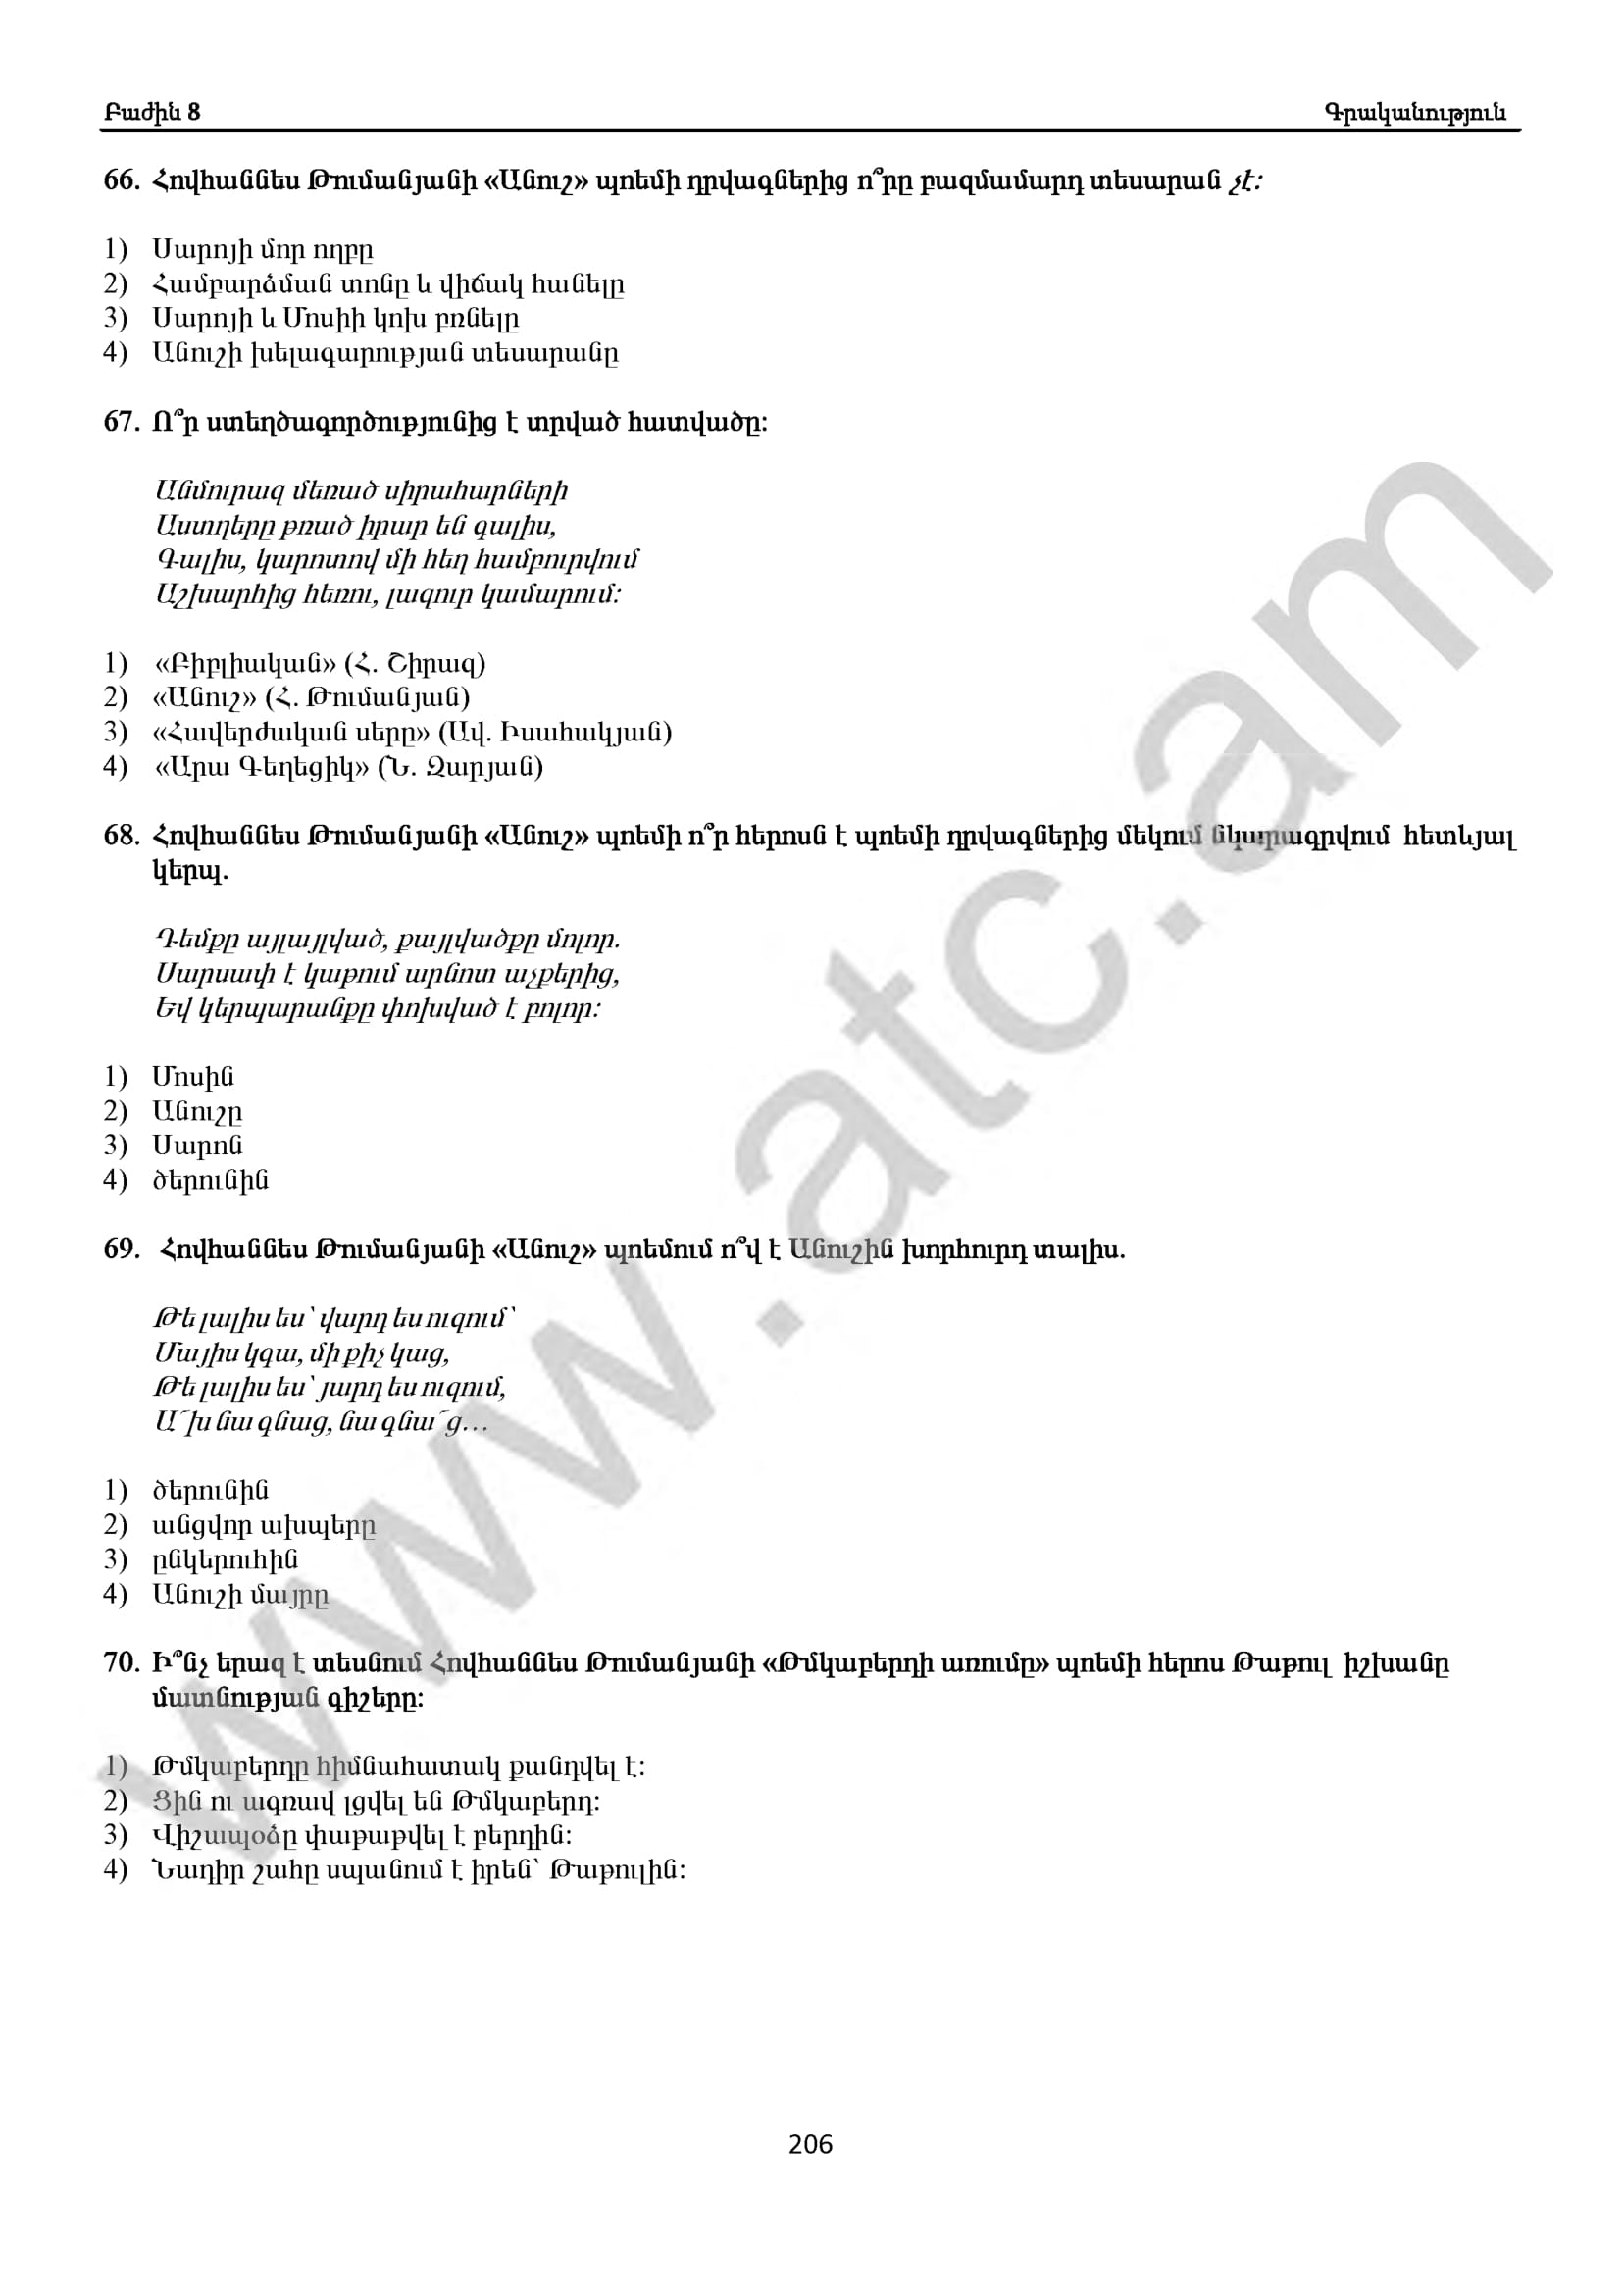 Բաժին 8 Գրականություն
66. Հովհաննես Թումանյանի «Անուշ» պոեմի դրվագներից ո՞րը բազմամարդ տեսարան չէ:
1) Սարոյի մոր ողբը
2) Համբարձման տոնը և վիճակ հանելը
3) Սարոյի և Մոսիի կոխ բռնելը
4) Անուշի խելագարության տեսարանը
67. Ո՞ր ստեղծագործությունից է տրված հատվածը:
Անմուրազ մեռած սիրահարների
Աստղերը թռած իրար են գալիս,
Գալիս, կարոտով մի հեղ համբուրվում
Աշխարհից հեռու, լազուր կամարում:
1) «Բիբլիական» (Հ. Շիրազ)
2) «Անուշ» (Հ. Թումանյան)
3) «Հավերժական սերը» (Ավ. Իսահակյան)
4) «Արա Գեղեցիկ» (Ն. Զարյան)
68. Հովհաննես Թումանյանի «Անուշ» պոեմի ո՞ր հերոսն է պոեմի դրվագներից մեկում նկարագրվում հետևյալ
կերպ.
Դեմքը այլայլված, քայլվածքը մոլոր.
Սարսափ է կաթում արնոտ աչքերից,
Եվ կերպարանքը փոխված է բոլոր:
1) Մոսին
2) Անուշը
3) Սարոն
4) ծերունին
69. Հովհաննես Թումանյանի «Անուշ» պոեմում ո՞վ է Անուշին խորհուրդ տալիս.
Թե լալիս ես՝ վարդ ես ուզում՝
Մայիս կգա, մի քիչ կաց,
Թե լալիս ես՝ յարդ ես ուզում,
Ա՜խ նա գնաց, նա գնա՜ց…
1) ծերունին
2) անցվոր ախպերը
3) ընկերուհին
4) Անուշի մայրը
70. Ի՞նչ երազ է տեսնում Հովհաննես Թումանյանի «Թմկաբերդի առումը» պոեմի հերոս Թաթուլ իշխանը
մատնության գիշերը:
1) Թմկաբերդը հիմնահատակ քանդվել է:
2) Ցին ու ագռավ լցվել են Թմկաբերդ:
3) Վիշապօձը փաթաթվել է բերդին:
4) Նադիր շահը սպանում է իրեն՝ Թաթուլին:
www.atc.am
206